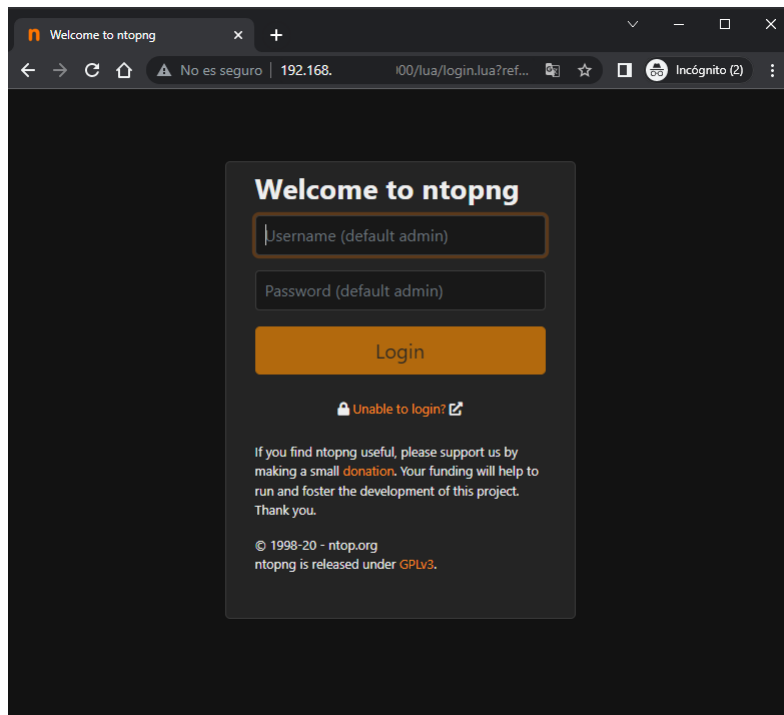 Welcome to ntopng
No es seguro 192.168. 00/lua/login.lua?ref... Incógnito (2)
Welcome to ntopng
Username (default admin)
Password (default admin)
Login
Unable to login?
If you find ntopng useful, please support us by
making a small donation. Your funding will help to
run and foster the development of this project.
Thank you.
© 1998-20 - ntop.org
ntopng is released under GPLv3.